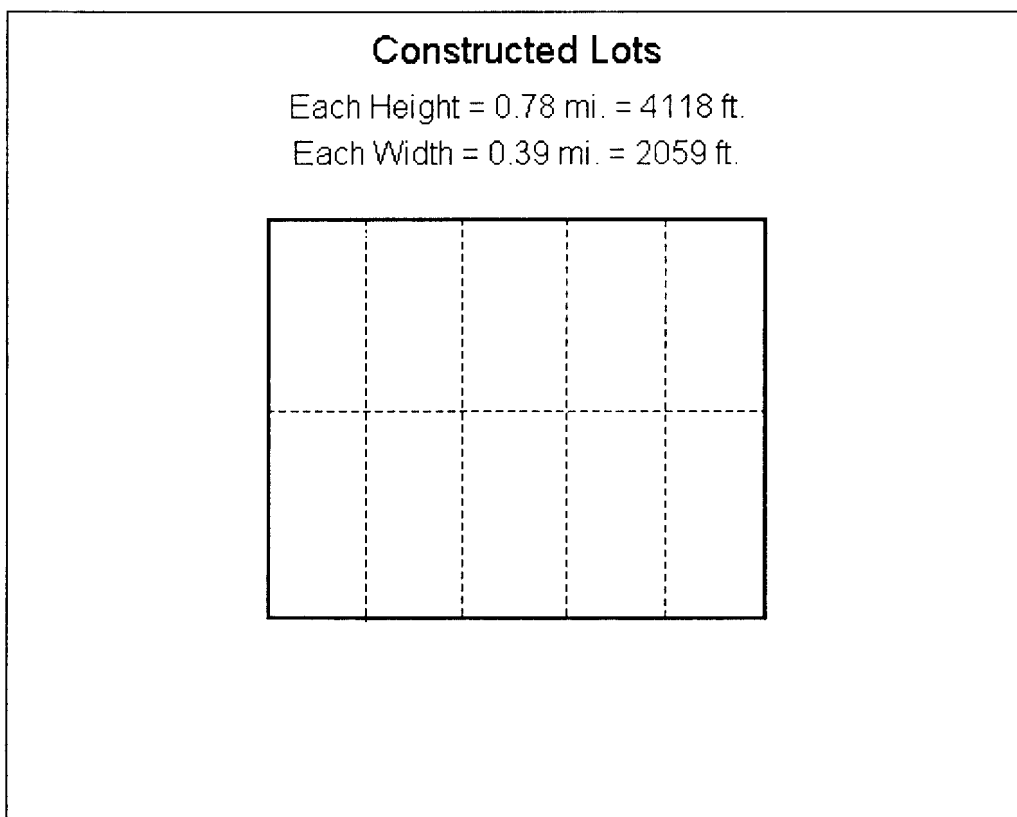 Constructed Lots
Each Height = 0.78 mi. = 4118 ft.
Each Width = 0.39 mi. = 2059 ft.